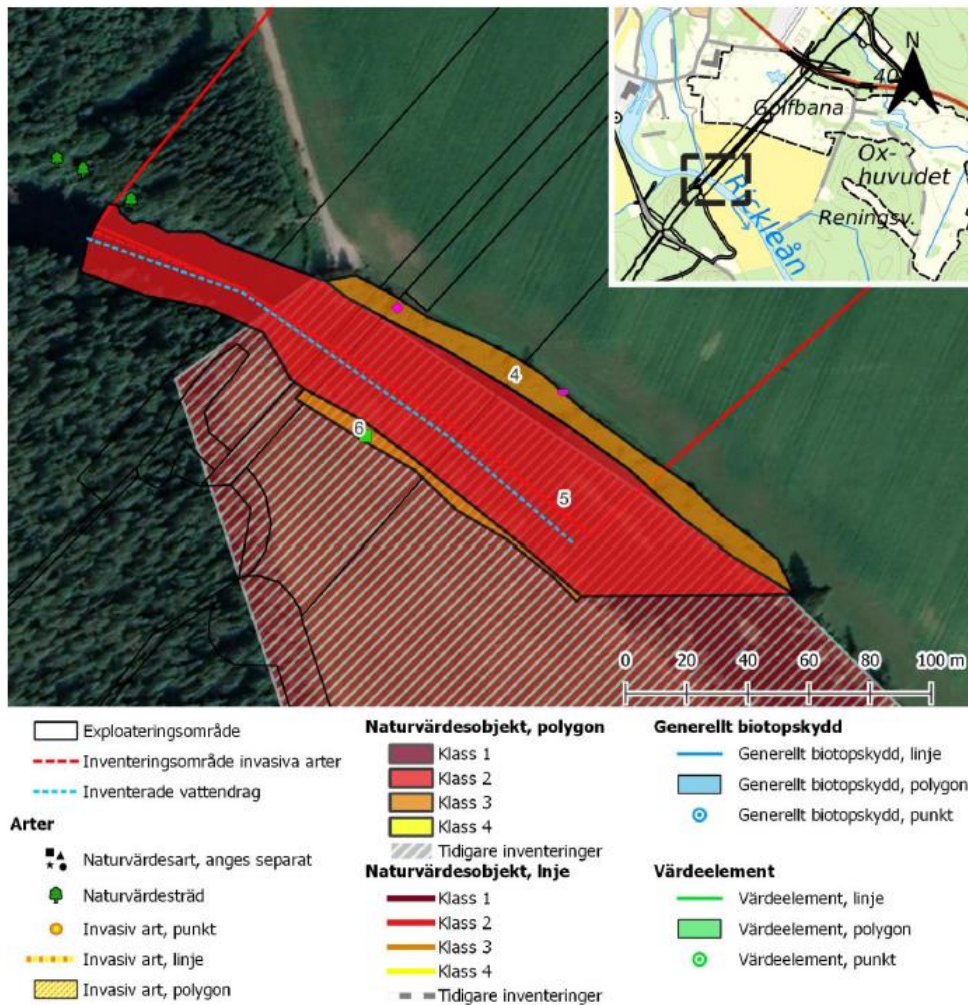 N
40
Golfbana
Ox-
huvudet
Rickleån
Reningsv.
4
6
5
0 20 40 60 80 100 m
Exploateringsområde
Inventeringsområde invasiva arter
Inventerade vattendrag
Arter
Naturvärdesart, anges separat
Naturvärdesträd
Invasiv art, punkt
Invasiv art, linje
Invasiv art, polygon
Naturvärdesobjekt, polygon
Klass 1
Klass 2
Klass 3
Klass 4
Tidigare inventeringer
Naturvärdesobjekt, linje
Klass 1
Klass 2
Klass 3
Klass 4
Tidigare inventeringer
Generellt biotopskydd
Generellt biotopskydd, linje
Generellt biotopskydd, polygon
Generellt biotopskydd, punkt
Värdeelement
Värdeelement, linje
Värdeelement, polygon
Värdeelement, punkt